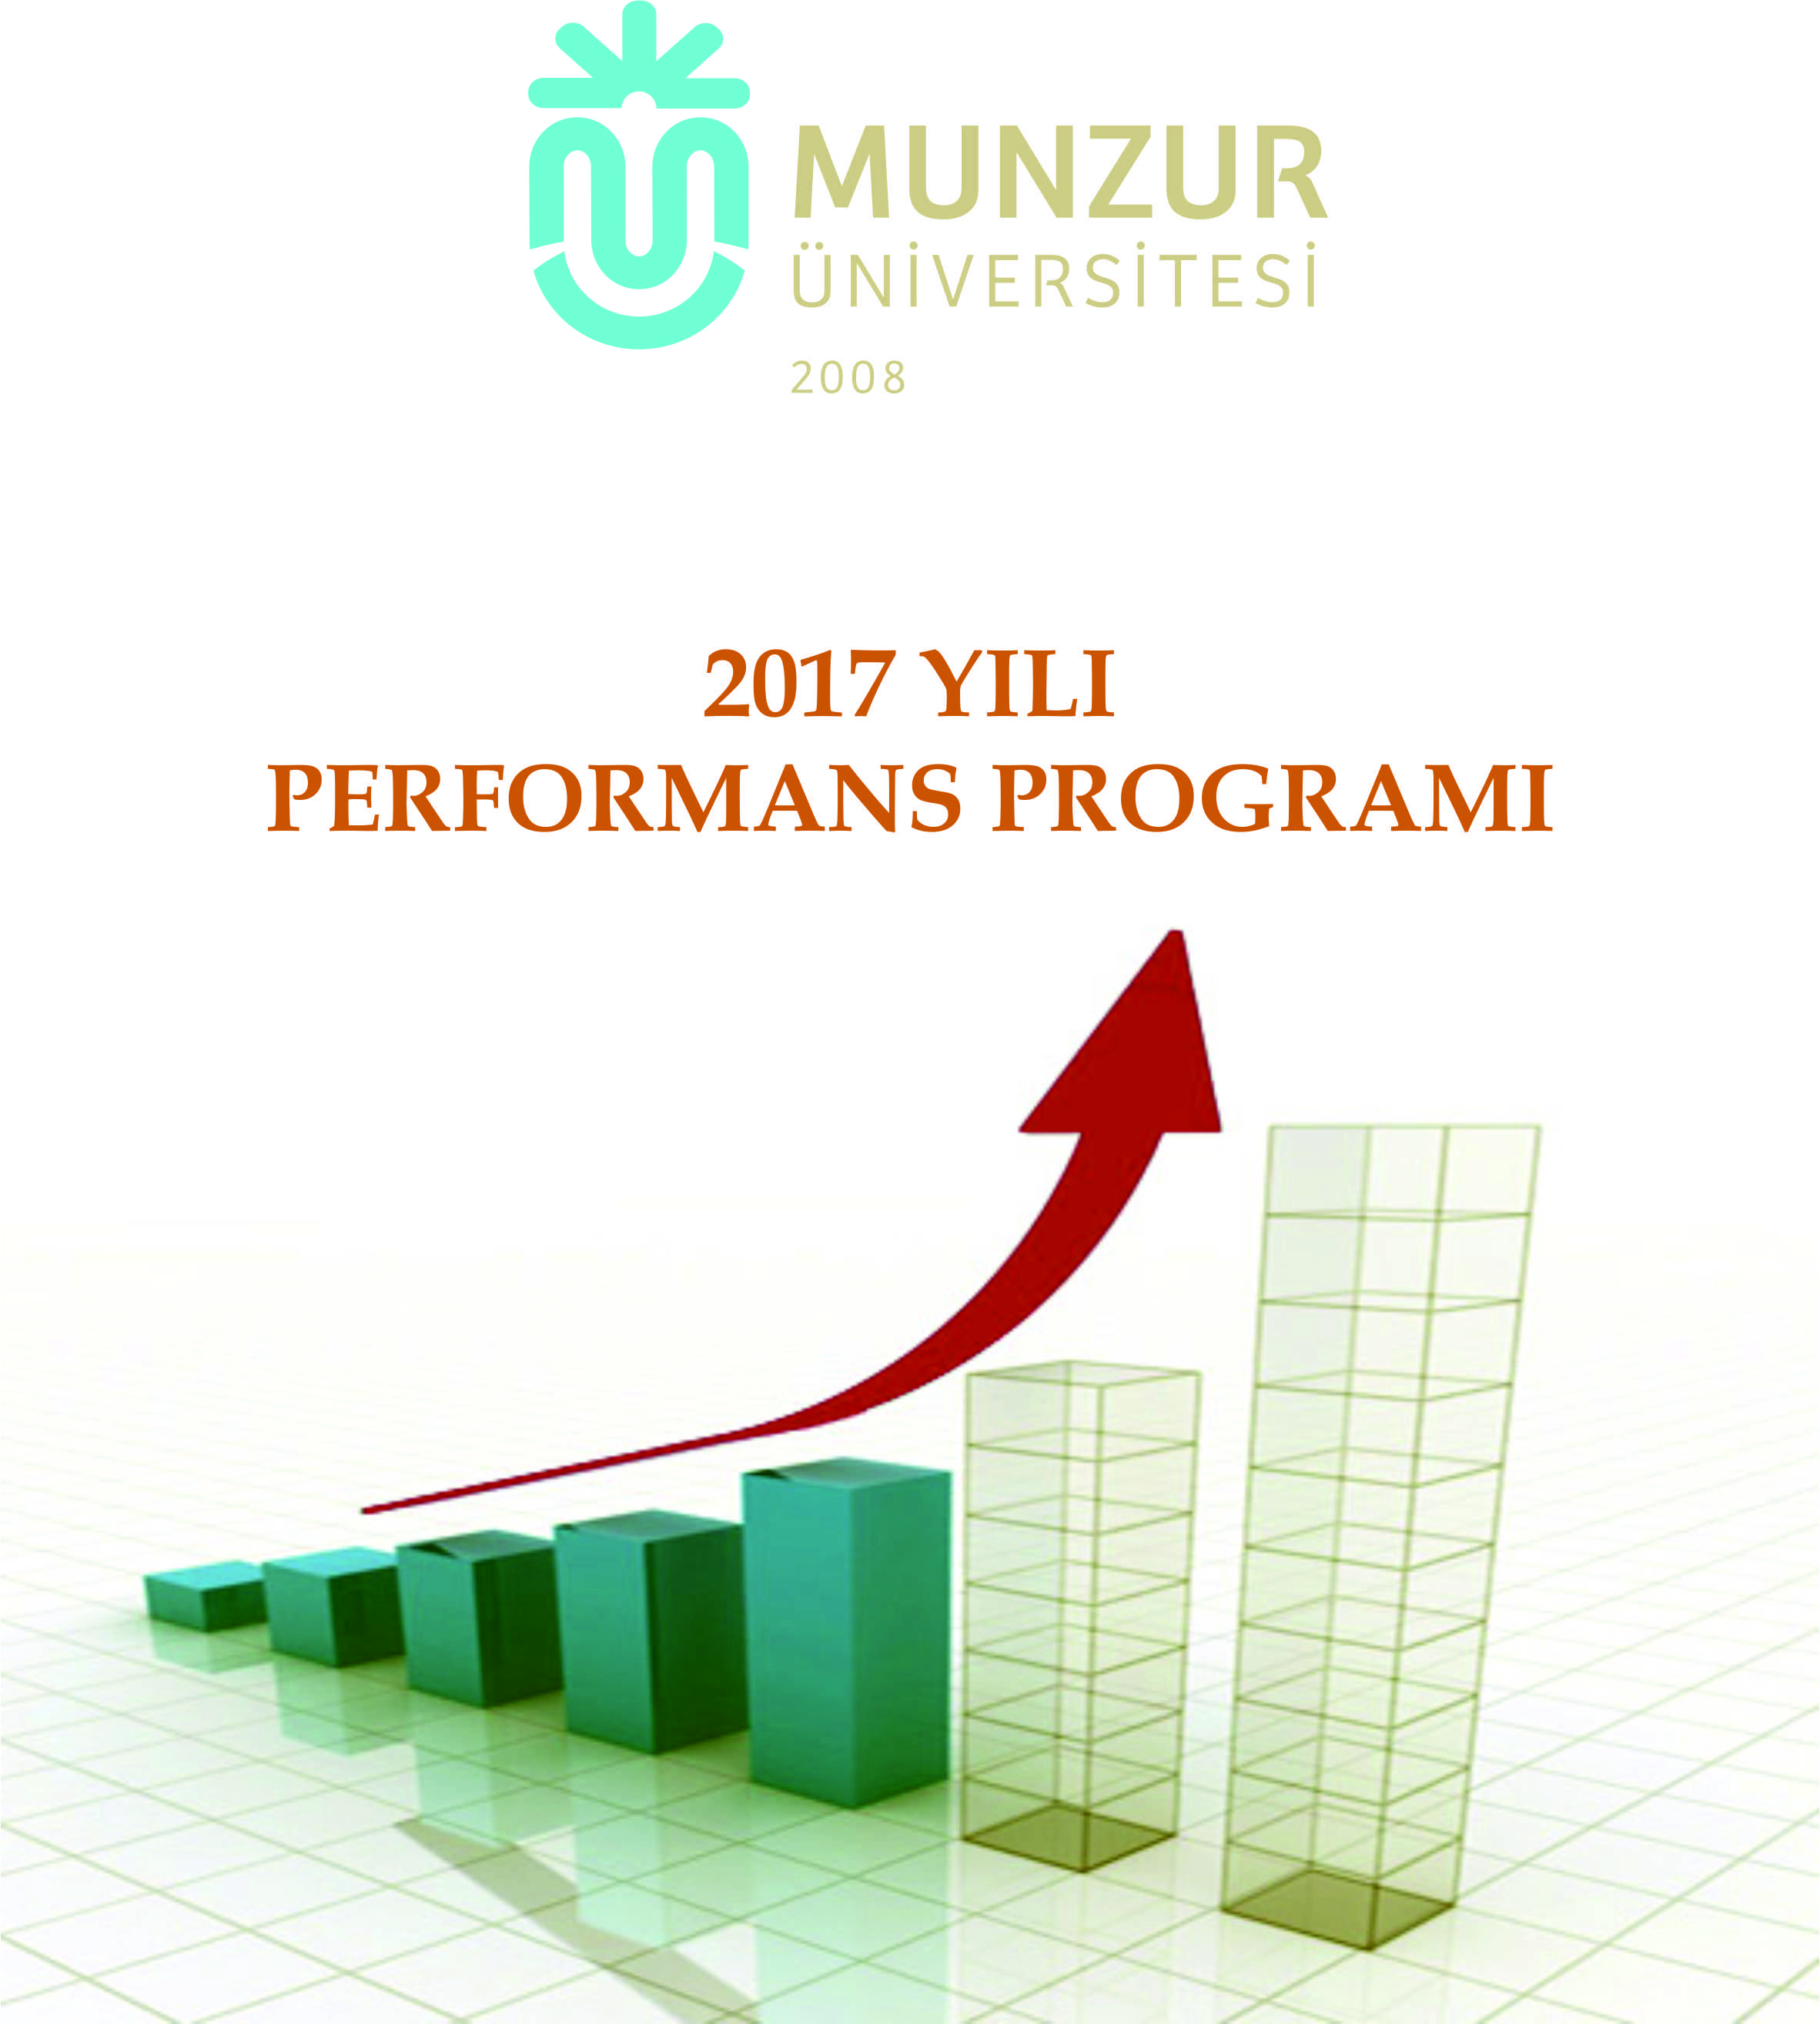 MUNZUR
ÜNİVERSİTESİ
2008
2017 YILI
PERFORMANS PROGRAMI